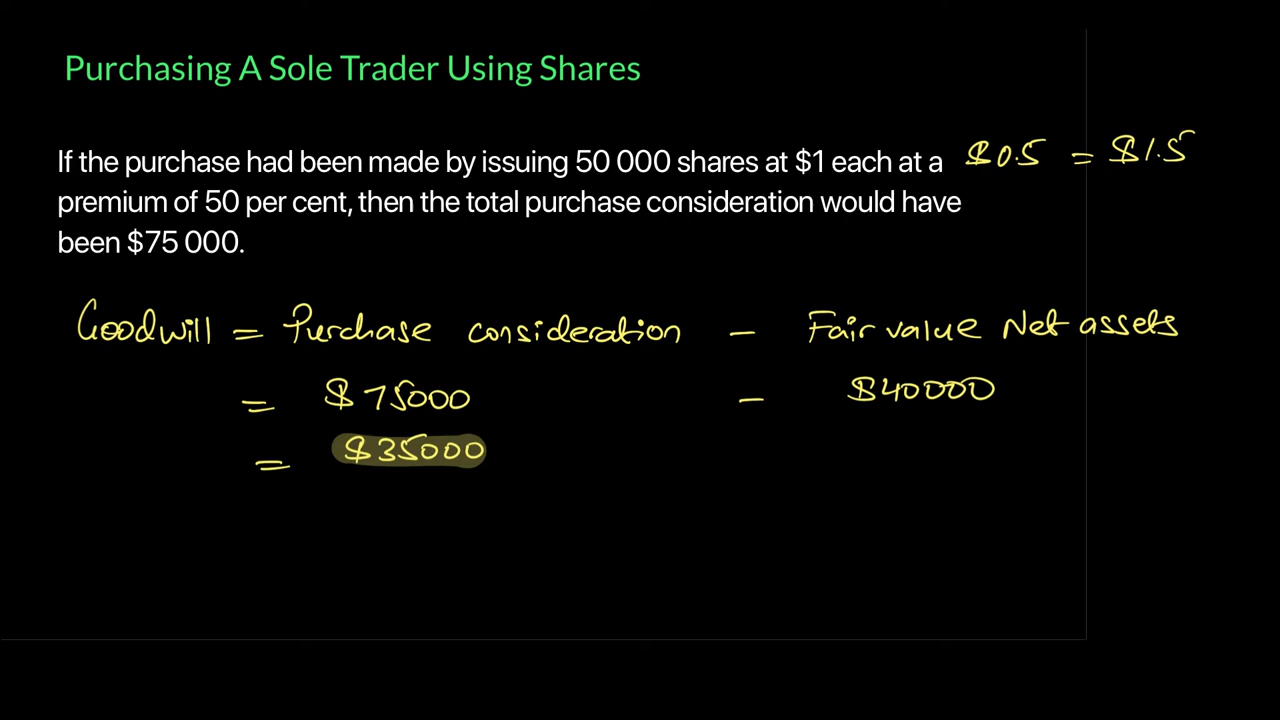 Purchasing A Sole Trader Using Shares
If the purchase had been made by issuing 50 000 shares at $1 each at a $0.5 = $1.5
premium of 50 per cent, then the total purchase consideration would have
been $75 000.
Goodwill = Purchase consideration - Fair value Net assets
= $75000 - $40000
= $35000